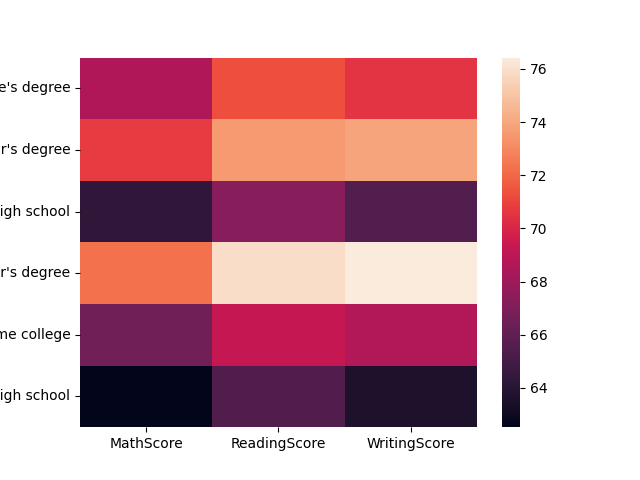 e's degree
r's degree
igh school
r's degree
me college
igh school
MathScore ReadingScore WritingScore
76
74
72
70
68
66
64